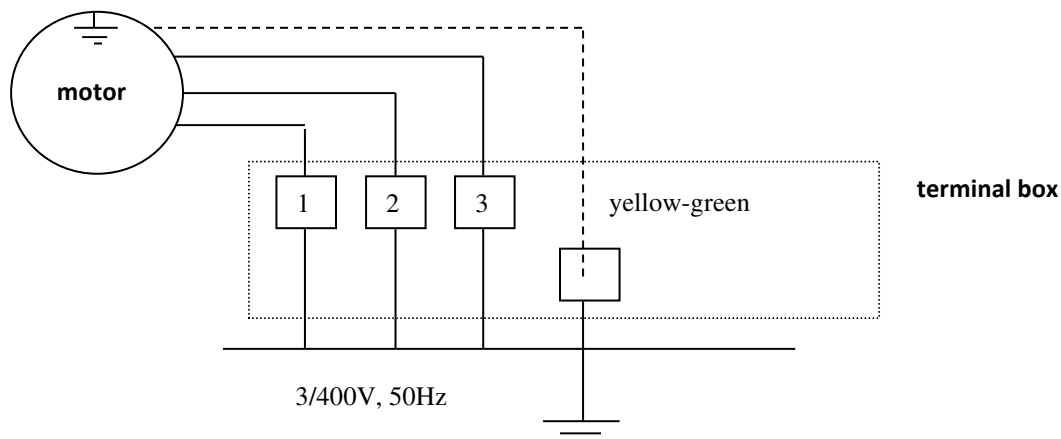 motor
1 2 3 yellow-green
terminal box
3/400V, 50Hz